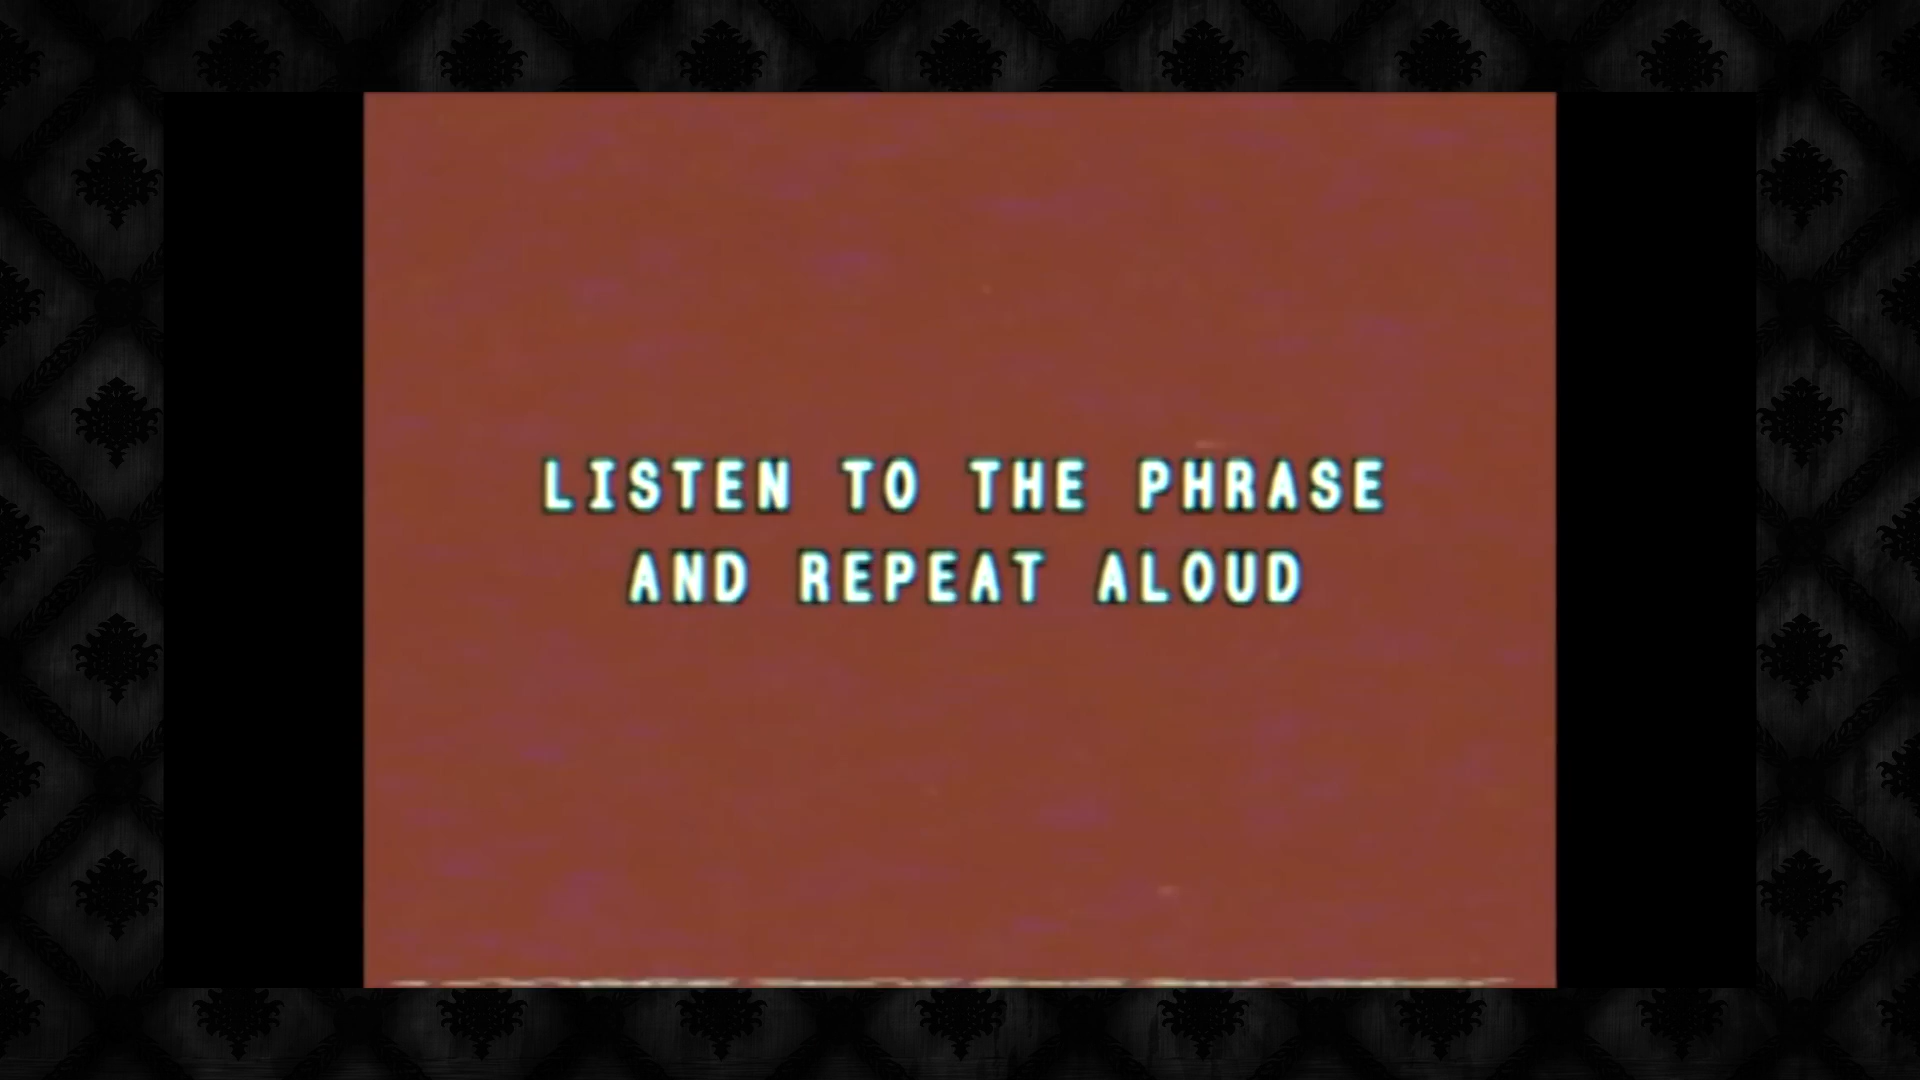 LISTEN TO THE PHRASE
AND REPEAT ALOUD